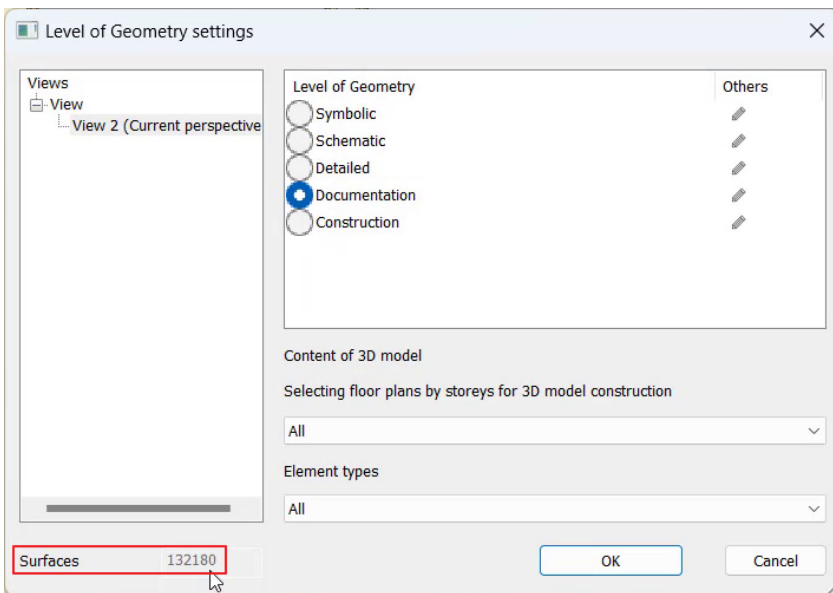 Level of Geometry settings
Views
View
View 2 (Current perspective
Level of Geometry
Others
Symbolic
Schematic
Detailed
Documentation
Construction
Content of 3D model
Selecting floor plans by storeys for 3D model construction
All
Element types
All
Surfaces 132180
OK
Cancel